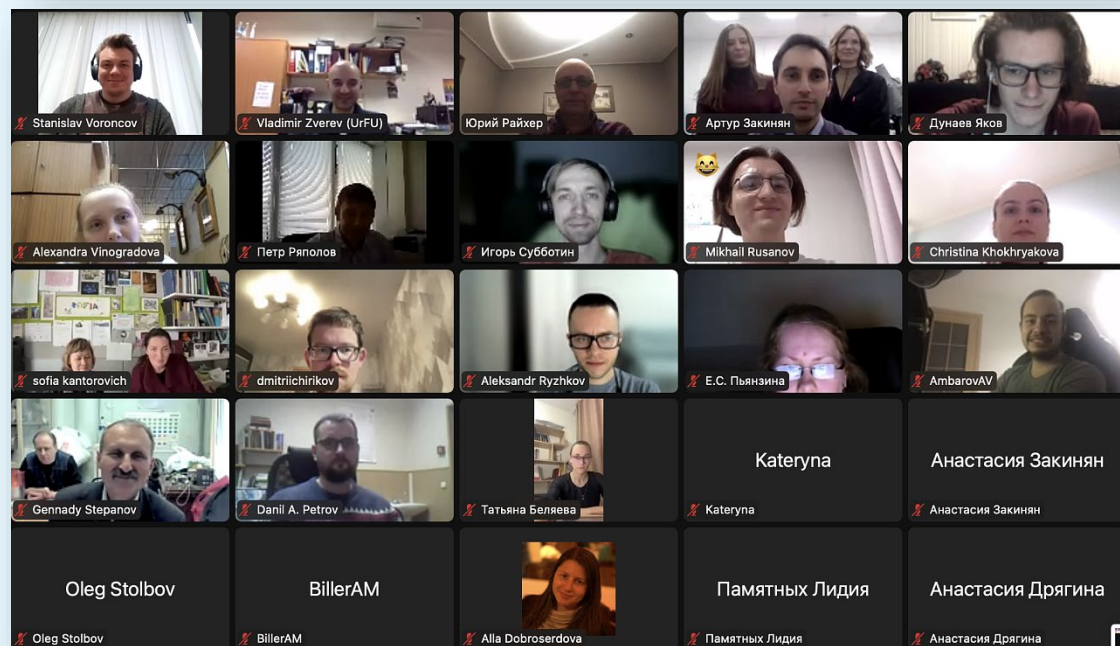 Stanislav Voroncov
Vladimir Zverev (UrFU)
Юрий Райхер
Артур Закинян
Дунаев Яков
Alexandra Vinogradova
Петр Ряполов
Игорь Субботин
Mikhail Rusanov
Christina Khokhryakova
sofia kantorovich
dmitriichirikov
Aleksandr Ryzhkov
Е.С. Пьянзина
AmbarovAV
Gennady Stepanov
Danil A. Petrov
Татьяна Беляева
Kateryna
Kateryna
Анастасия Закинян
Анастасия Закинян
Oleg Stolbov
Oleg Stolbov
BillerAM
BillerAM
Alla Dobroserdova
Памятных Лидия
Памятных Лидия
Анастасия Дрягина
Анастасия Дрягина